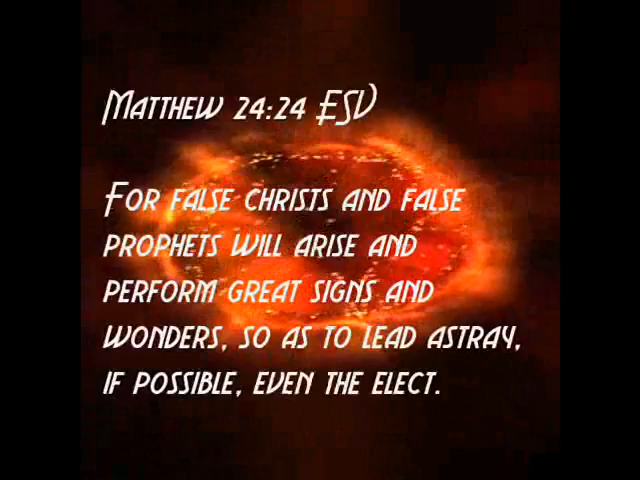 Matthew 24:24 ESV
For false christs and false
prophets will arise and
perform great signs and
wonders, so as to lead astray,
if possible, even the elect.